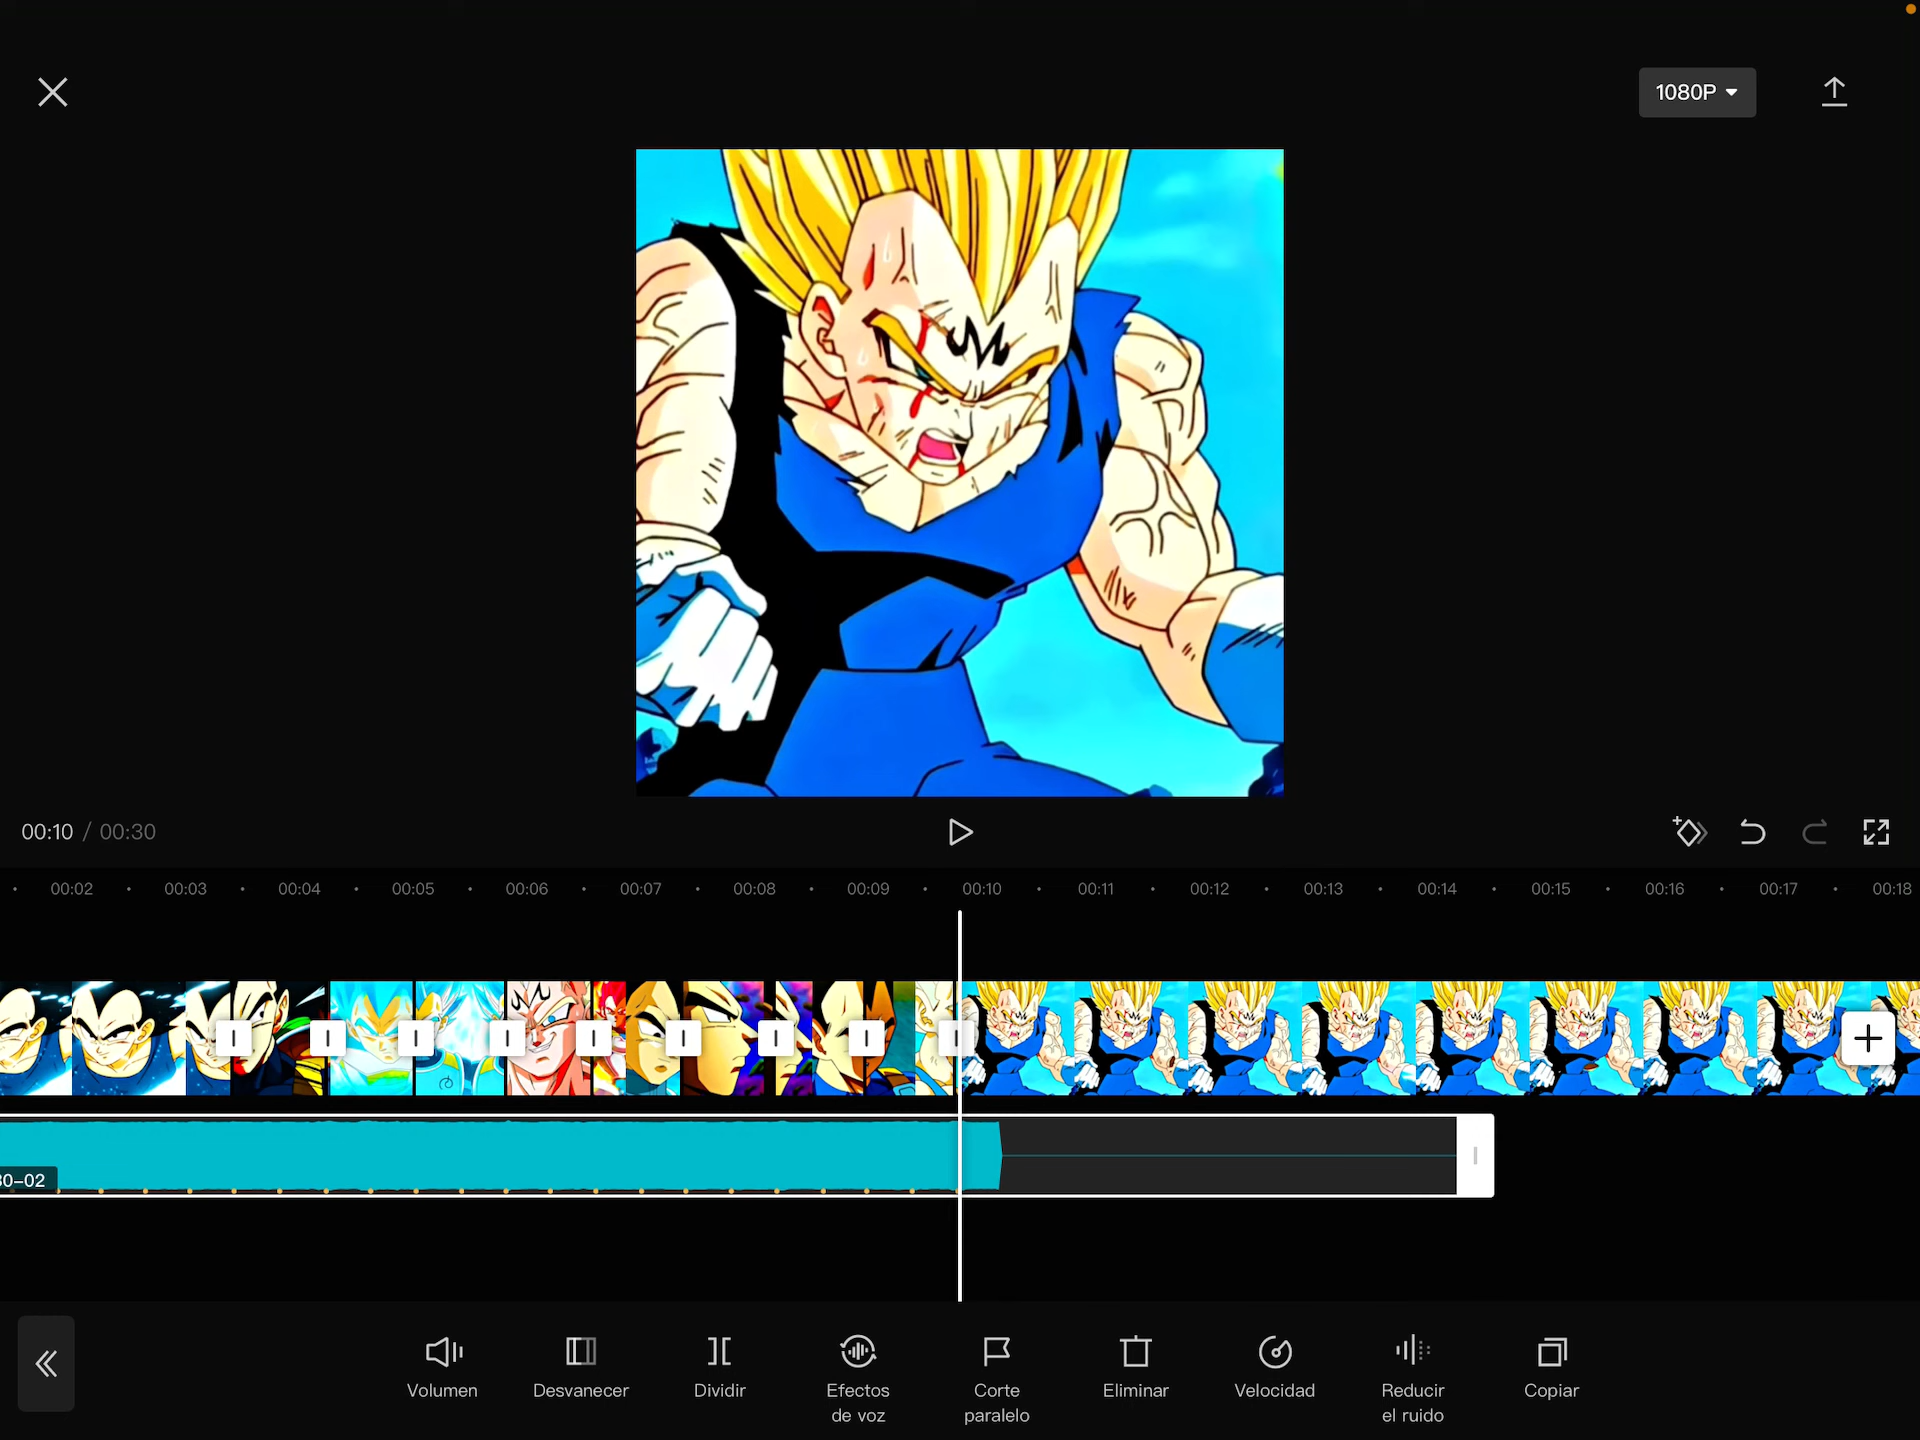 1080P
00:10 / 00:30
00:02 00:03 00:04 00:05 00:06 00:07 00:08 00:09 00:10 00:11 00:12 00:13 00:14 00:15 00:16 00:17 00:18
30-02
Volumen
Desvanecer
Dividir
Efectos
de voz
Corte
paralelo
Eliminar
Velocidad
Reducir
el ruido
Copiar